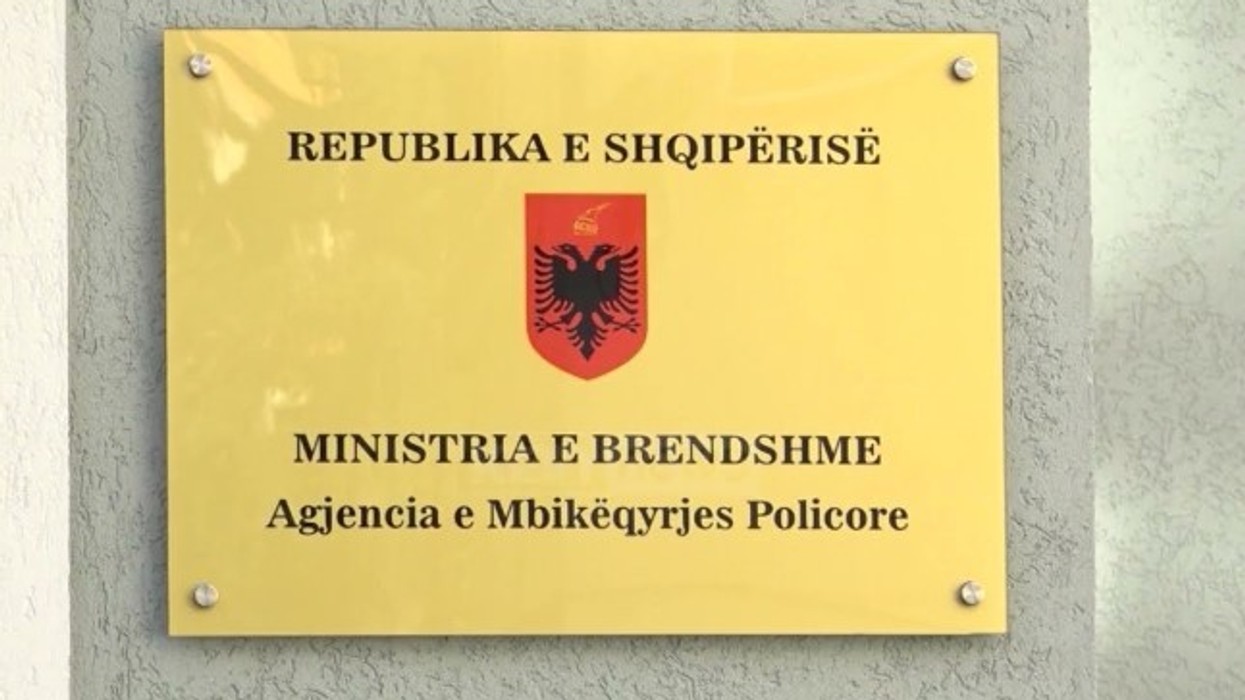 REPUBLIKA E SHQIPËRISË
MINISTRIA E BRENDSHME
Agjencia e Mbikëqyrjes Policore